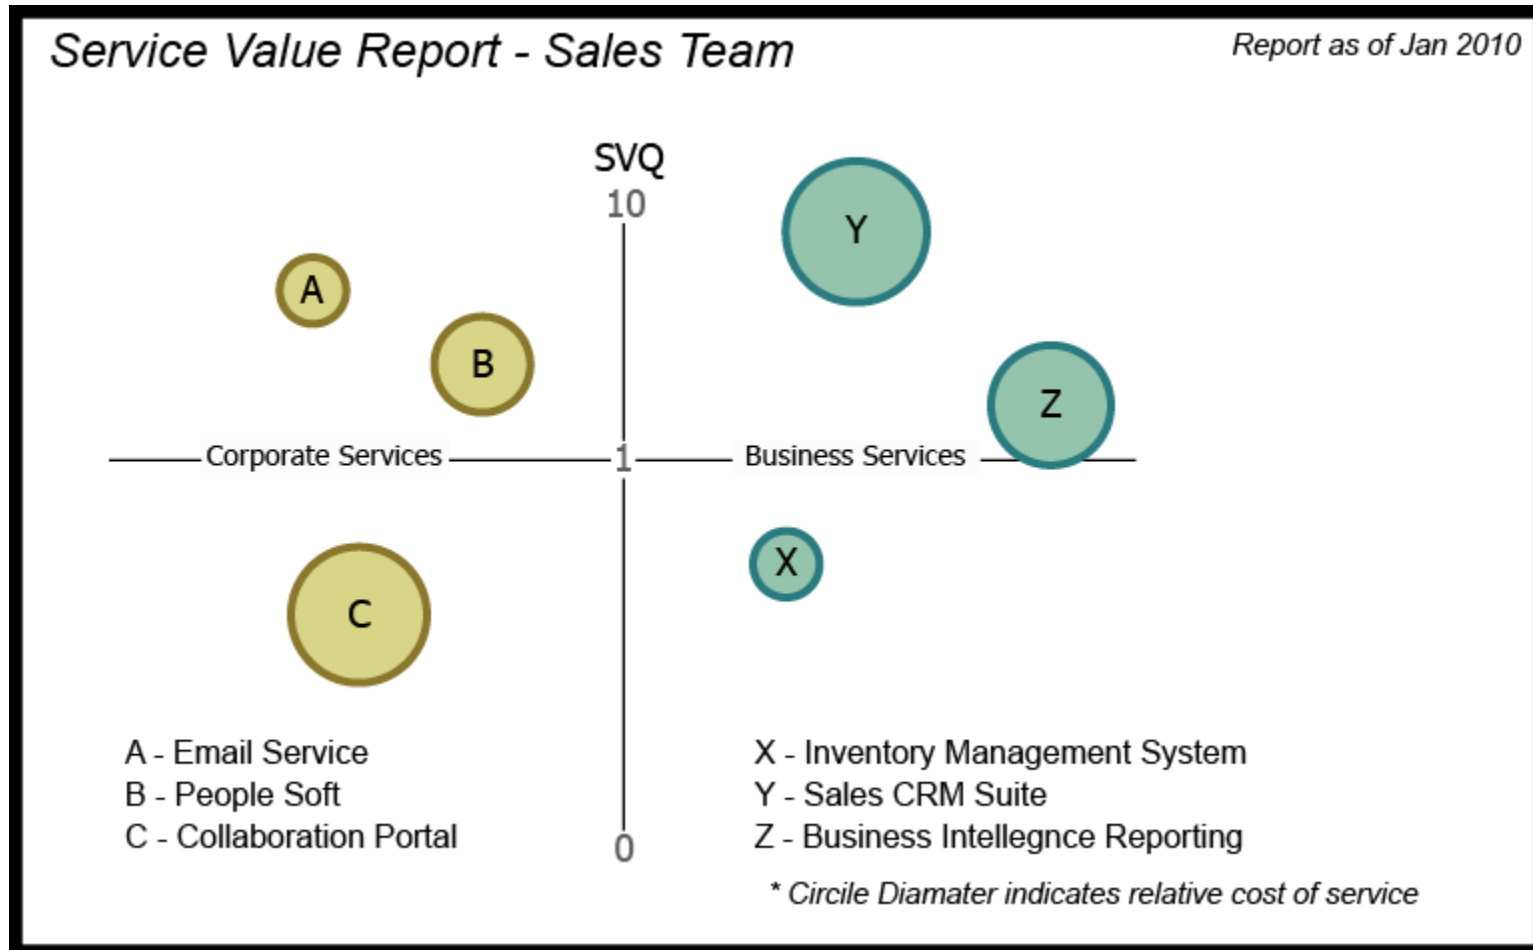 Service Value Report - Sales Team
Report as of Jan 2010
SVQ
10
Y
A
B
Z
Corporate Services
1
Business Services
X
C
A - Email Service
B - People Soft
C - Collaboration Portal
X - Inventory Management System
Y - Sales CRM Suite
Z - Business Intellegnce Reporting
0
* Circile Diamater indicates relative cost of service